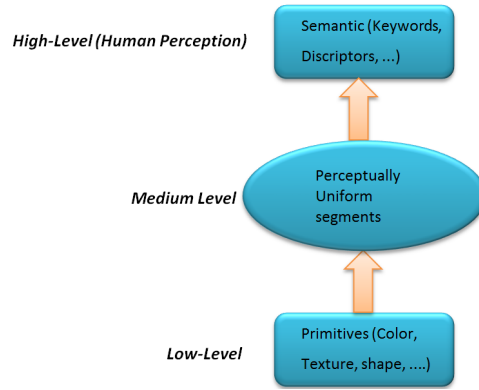 High-Level (Human Perception)
Semantic (Keywords,
Discriptors, ...)
Medium Level
Perceptually
Uniform
segments
Low-Level
Primitives (Color,
Texture, shape, ....)